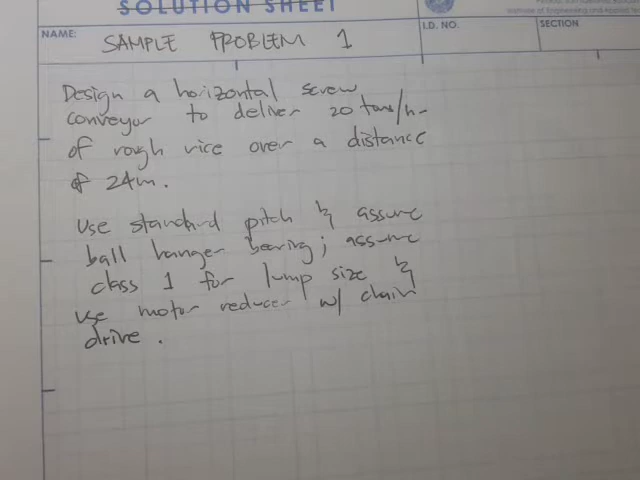 SOLUTION SHEET
NAME: SAMPLE PROBLEM 1
I.D. NO.
SECTION
Design a horizontal screw
conveyor to deliver 20 tons/hr
of rough rice over a distance
of 24m.
Use standard pitch & assume
ball hanger bearing; assume
class 1 for lump size &
use motor reducer w/ chain
drive.